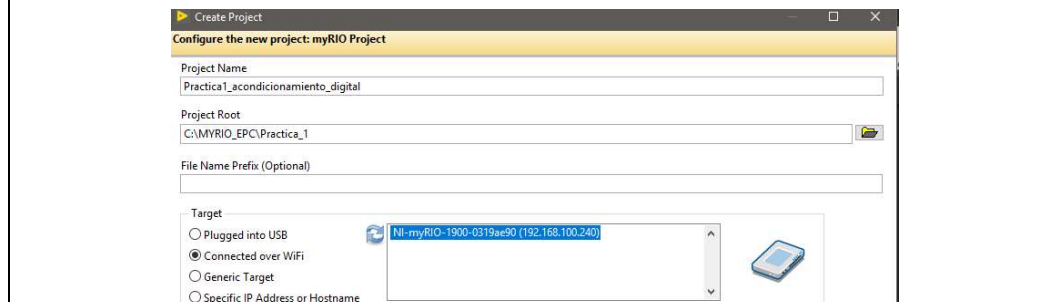 Create Project
Configure the new project: myRIO Project
Project Name
Practica1_acondicionamiento_digital
Project Root
C:\MYRIO_EPC\Practica_1
File Name Prefix (Optional)
Target
Plugged into USB
NI-myRIO-1900-0319ae90 (192.168.100.240)
Connected over WiFi
Generic Target
Specific IP Address or Hostname